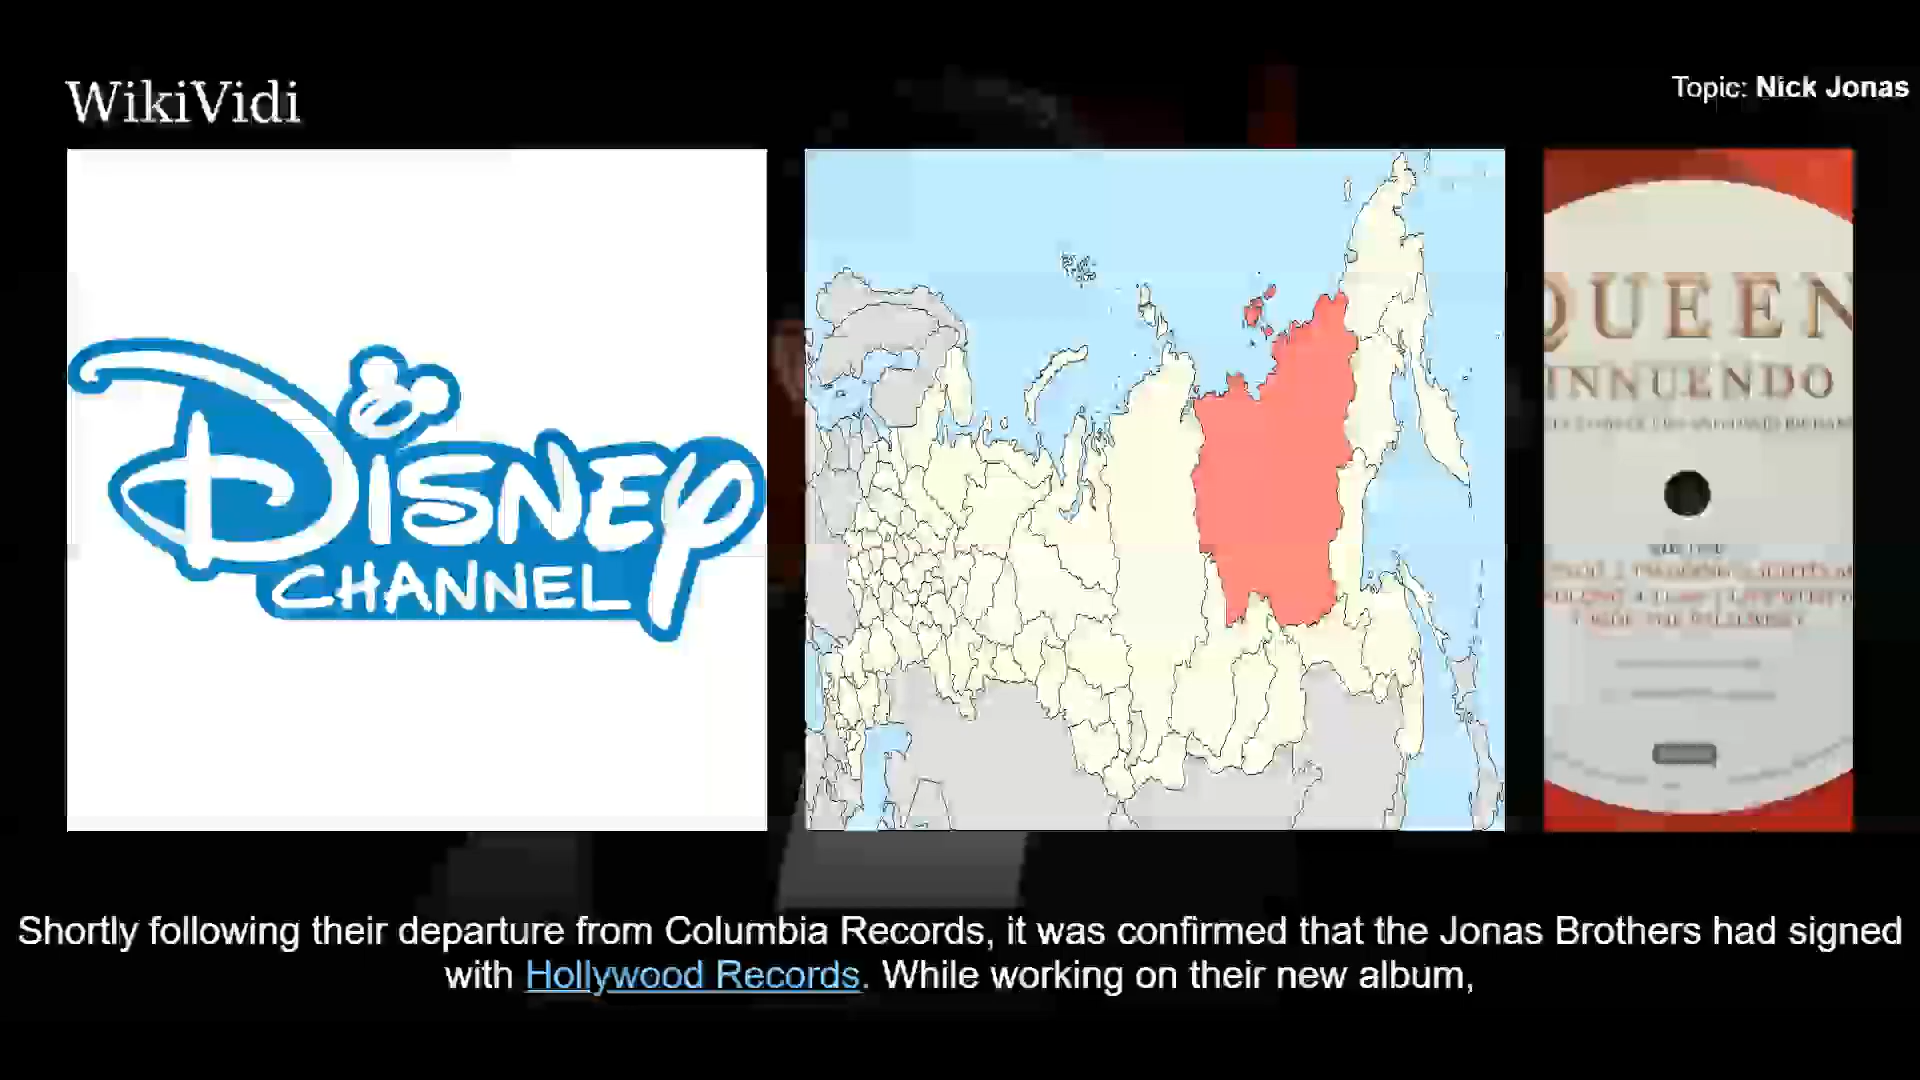 WikiVidi
Topic: Nick Jonas
DISNEY
CHANNEL
QUEEN
INNUENDO
Shortly following their departure from Columbia Records, it was confirmed that the Jonas Brothers had signed
with Hollywood Records. While working on their new album,